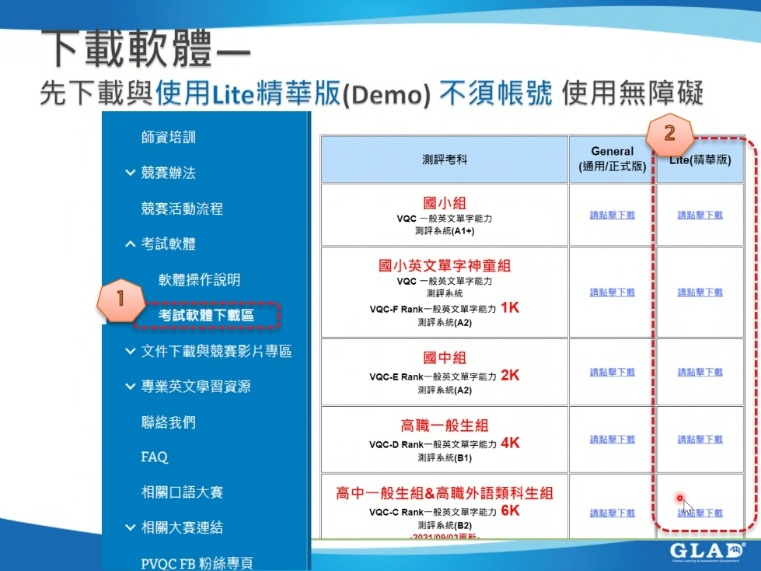 下載軟體—
先下載與使用Lite精華版(Demo) 不須帳號 使用無障礙
師資培訓
競賽辦法
競賽活動流程
考試軟體
軟體操作說明
1
考試軟體下載區
文件下載與競賽影片專區
專業英文學習資源
聯絡我們
FAQ
相關口語大賽
相關大賽連結
PVQC FB 粉絲專頁
2
測評考科
General
(通用/正式版)
Lite(精華版)
國小組
VQC 一般英文單字能力
測評系統(A1+)
請點擊下載
請點擊下載
國小英文單字神童組
VQC 一般英文單字能力
測評系統
VQC-F Rank一般英文單字能力 1K
測評系統(A2)
請點擊下載
請點擊下載
國中組
VQC-E Rank一般英文單字能力 2K
測評系統(A2)
請點擊下載
請點擊下載
高職一般生組
VQC-D Rank一般英文單字能力 4K
測評系統(B1)
請點擊下載
請點擊下載
高中一般生組&高職外語類科生組
VQC-C Rank一般英文單字能力 6K
測評系統(B2)
-2021/09/03更新-
請點擊下載
請點擊下載
GLAD